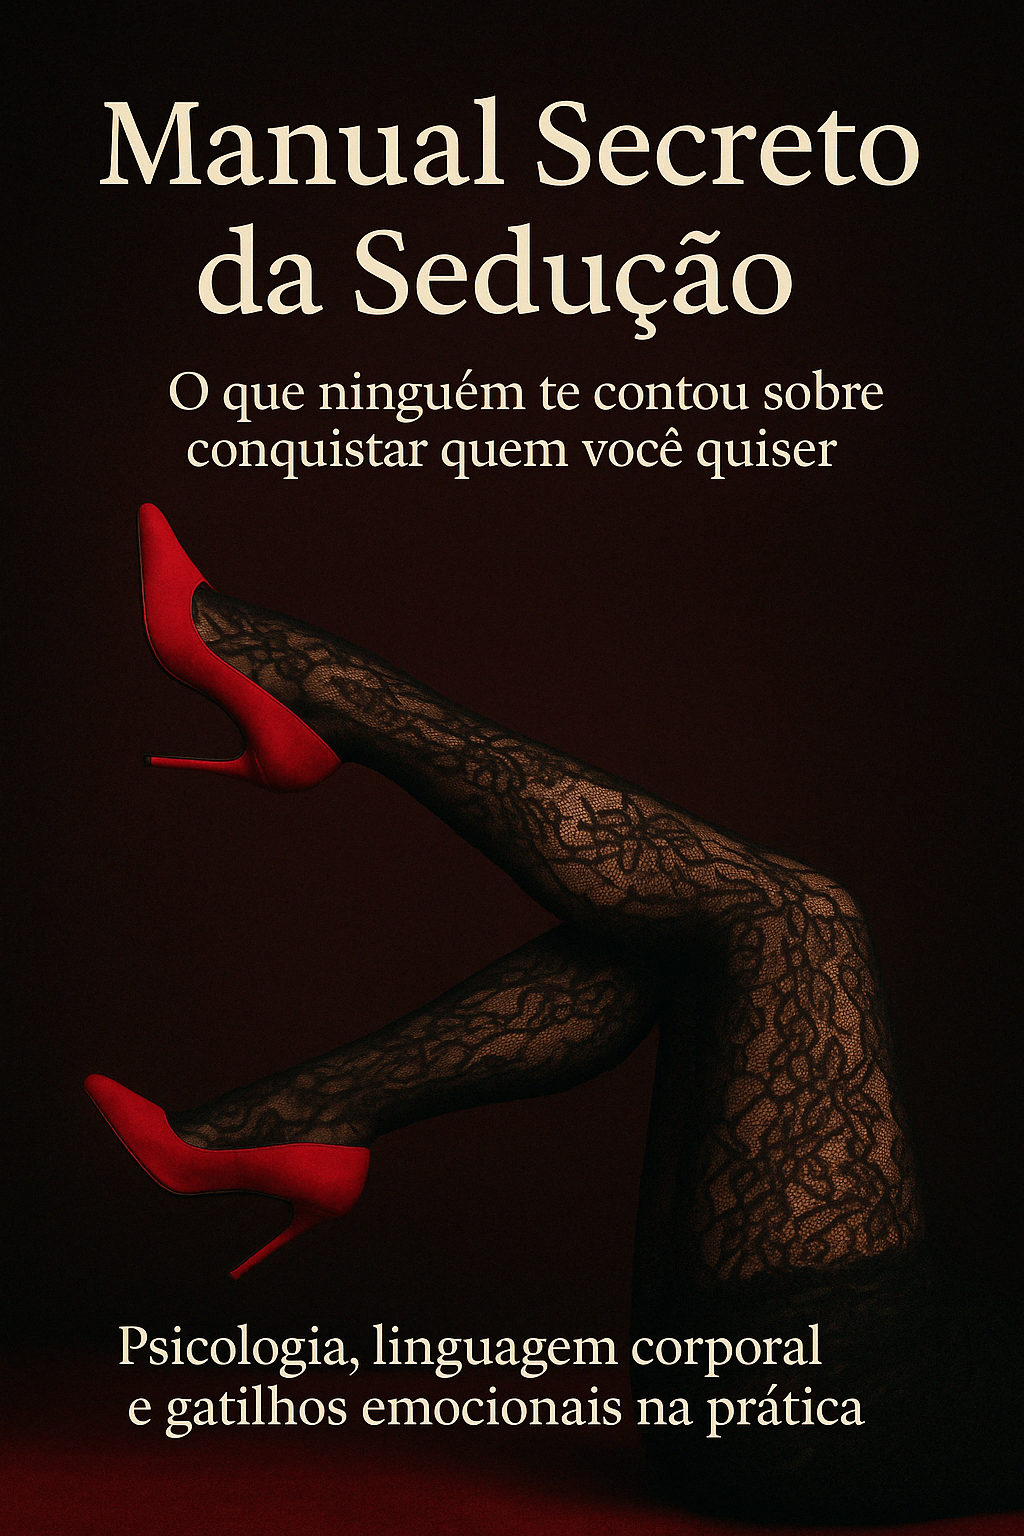 Manual Secreto
da Sedução
O que ninguém te contou sobre
conquistar quem você quiser
Psicologia, linguagem corporal
e gatilhos emocionais na prática